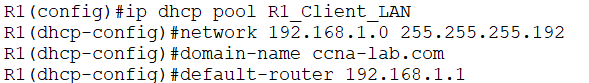 R1(config)#ip dhcp pool R1_Client_LAN
R1(dhcp-config)#network 192.168.1.0 255.255.255.192
R1(dhcp-config)#domain-name ccna-lab.com
R1(dhcp-config)#default-router 192.168.1.1